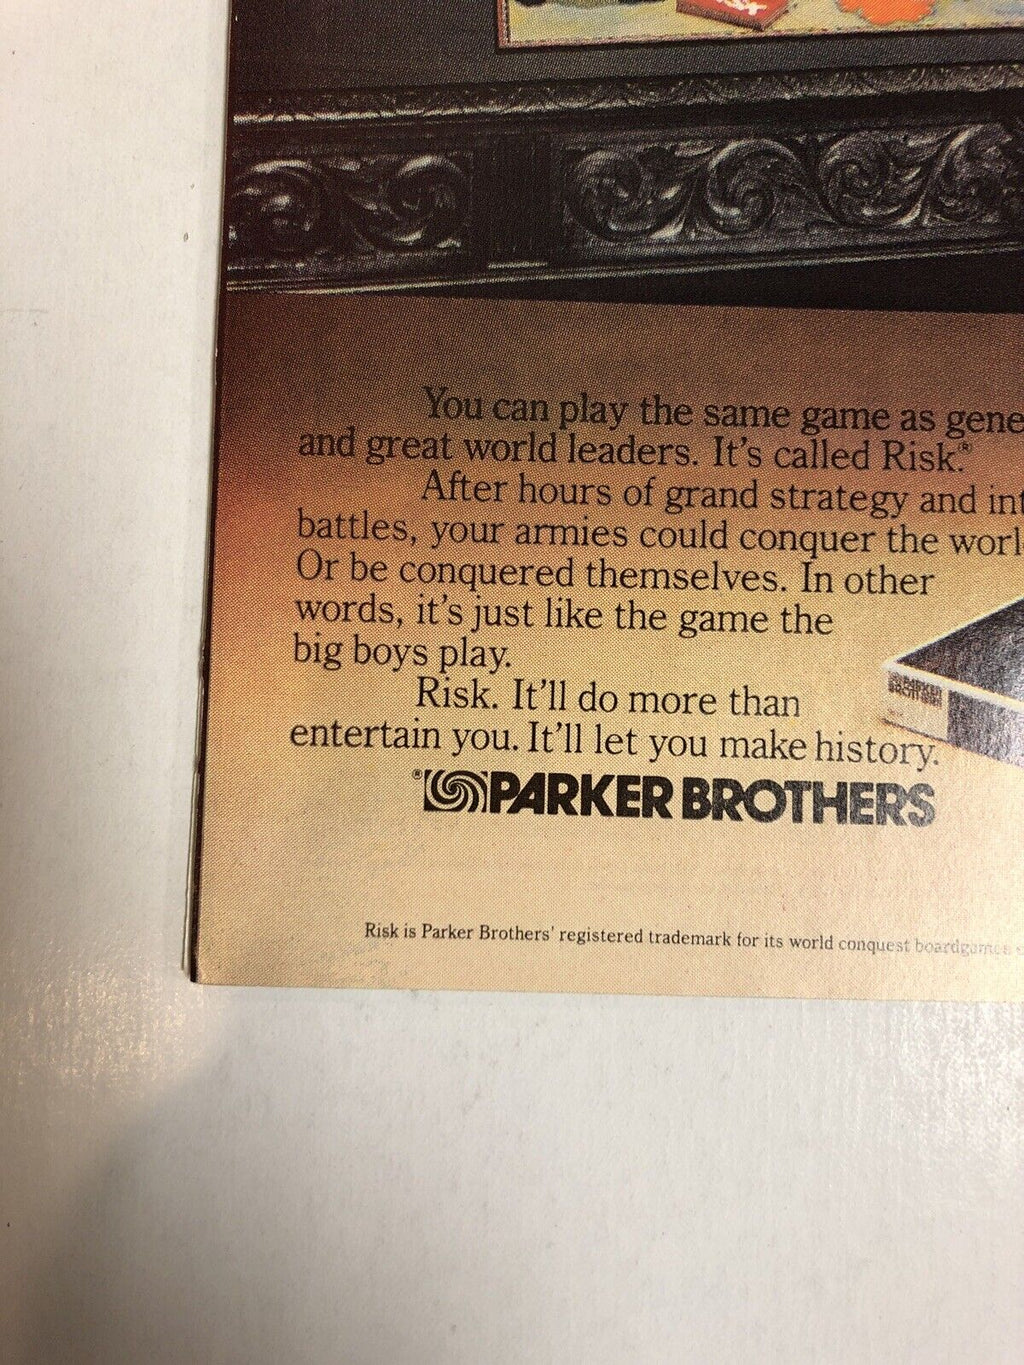 You can play the same game as gene
and great world leaders. It's called Risk.®
After hours of grand strategy and int
battles, your armies could conquer the worl
Or be conquered themselves. In other
words, it's just like the game the
big boys play.
Risk. It'll do more than
entertain you. It'll let you make history.
® PARKER BROTHERS
PARKER BROTHERS
Risk is Parker Brothers' registered trademark for its world conquest boardgames